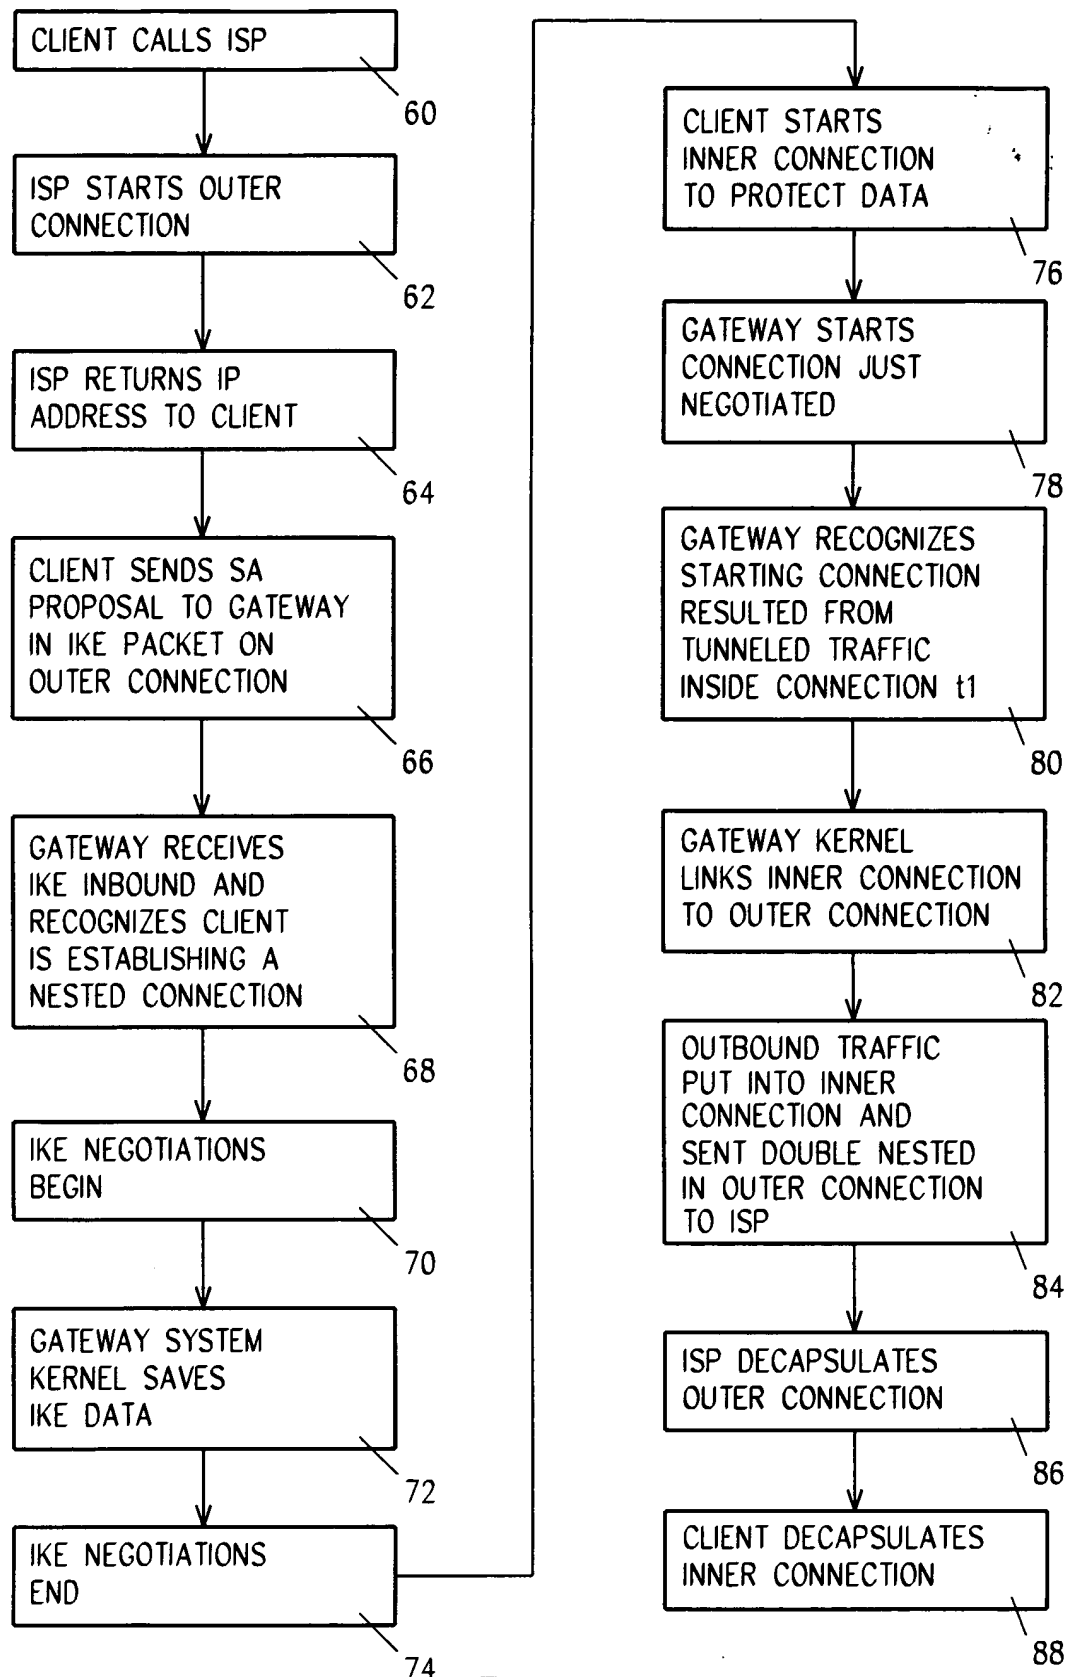 CLIENT CALLS ISP
60
ISP STARTS OUTER
CONNECTION
62
ISP RETURNS IP
ADDRESS TO CLIENT
64
CLIENT SENDS SA
PROPOSAL TO GATEWAY
IN IKE PACKET ON
OUTER CONNECTION
66
GATEWAY RECEIVES
IKE INBOUND AND
RECOGNIZES CLIENT
IS ESTABLISHING A
NESTED CONNECTION
68
IKE NEGOTIATIONS
BEGIN
70
GATEWAY SYSTEM
KERNEL SAVES
IKE DATA
72
IKE NEGOTIATIONS
END
74
CLIENT STARTS
INNER CONNECTION
TO PROTECT DATA
76
GATEWAY STARTS
CONNECTION JUST
NEGOTIATED
78
GATEWAY RECOGNIZES
STARTING CONNECTION
RESULTED FROM
TUNNELED TRAFFIC
INSIDE CONNECTION t1
80
GATEWAY KERNEL
LINKS INNER CONNECTION
TO OUTER CONNECTION
82
OUTBOUND TRAFFIC
PUT INTO INNER
CONNECTION AND
SENT DOUBLE NESTED
IN OUTER CONNECTION
TO ISP
84
ISP DECAPSULATES
OUTER CONNECTION
86
CLIENT DECAPSULATES
INNER CONNECTION
88